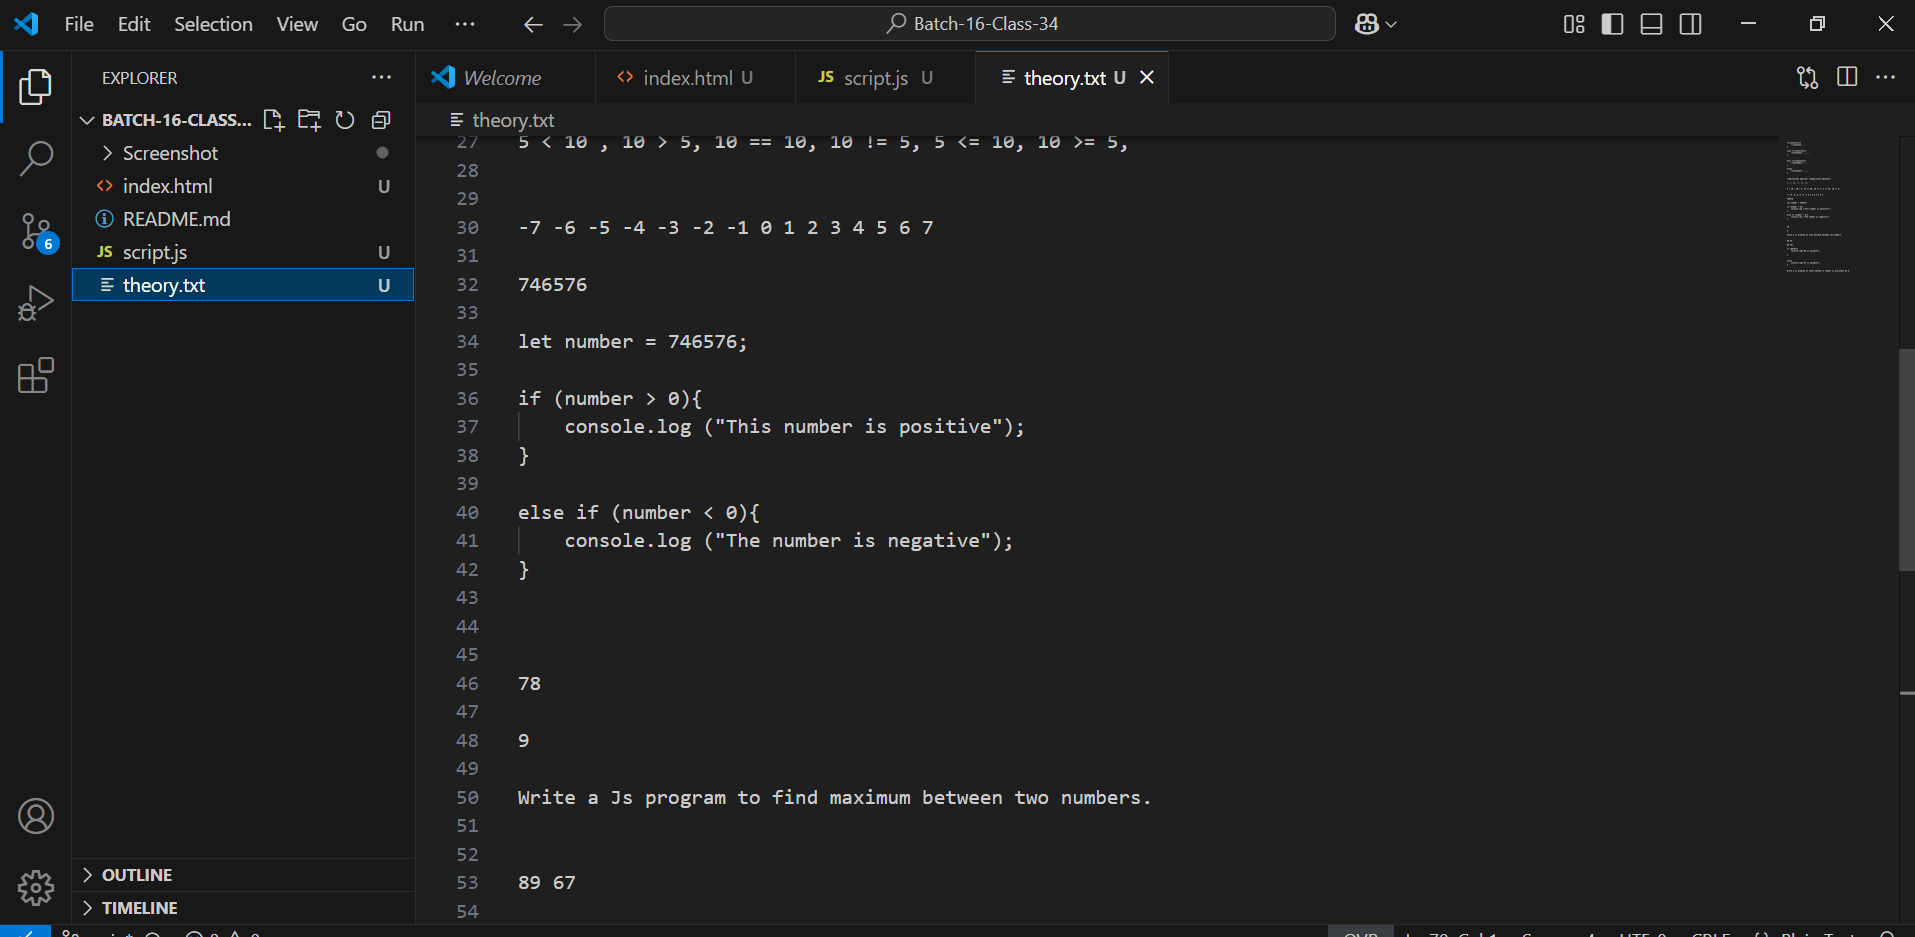 File Edit Selection View Go Run ··· Batch-16-Class-34
EXPLORER ···
Welcome index.html U JS script.js U theory.txt U
BATCH-16-CLASS...
theory.txt
Screenshot
index.html U
README.md
JS script.js U
theory.txt U
27 5 < 10 , 10 > 5, 10 == 10, 10 != 5, 5 <= 10, 10 >= 5,
28
29
30 -7 -6 -5 -4 -3 -2 -1 0 1 2 3 4 5 6 7
31
32 746576
33
34 let number = 746576;
35
36 if (number > 0){
37 console.log ("This number is positive");
38 }
39
40 else if (number < 0){
41 console.log ("The number is negative");
42 }
43
44
45
46 78
47
48 9
49
50 Write a Js program to find maximum between two numbers.
51
52
53 89 67
54
6
OUTLINE
TIMELINE